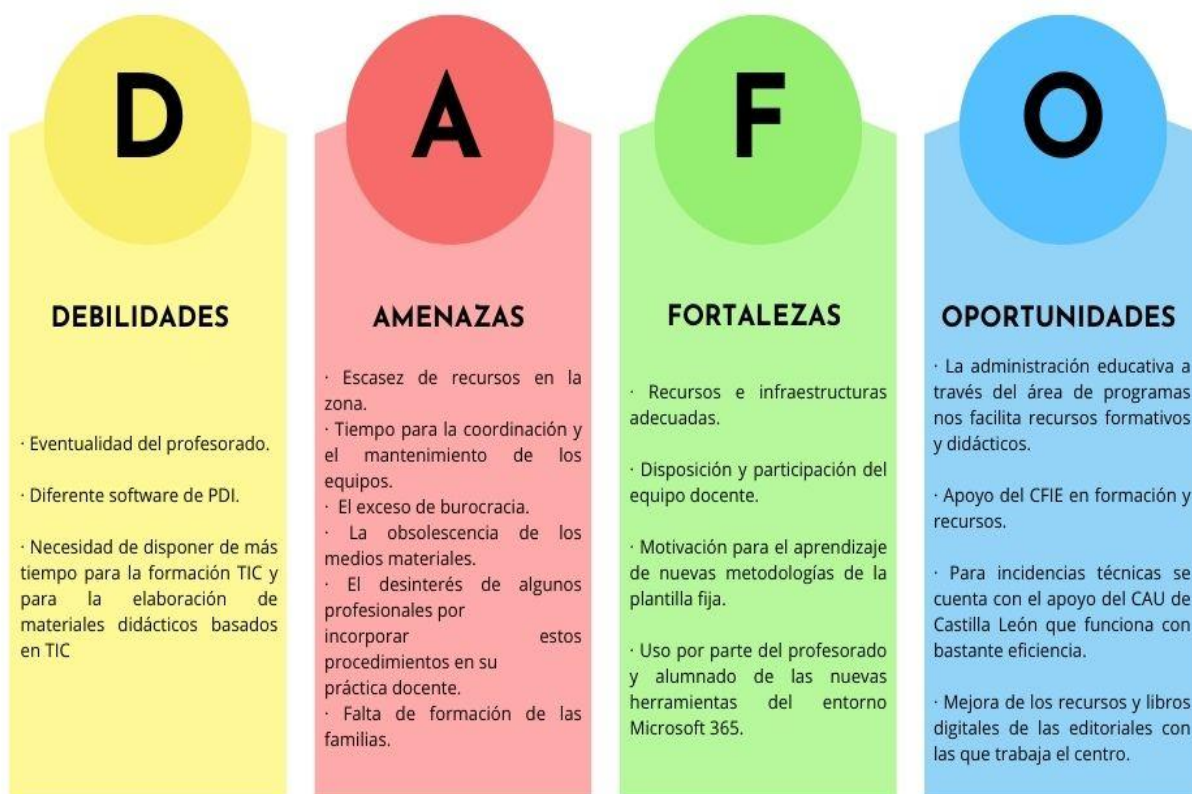 D
DEBILIDADES
· Eventualidad del profesorado.
· Diferente software de PDI.
· Necesidad de disponer de más
tiempo para la formación TIC y
para la elaboración de
materiales didácticos basados
en TIC
A
AMENAZAS
· Escasez de recursos en la
zona.
· Tiempo para la coordinación y
el mantenimiento de los
equipos.
· El exceso de burocracia.
· La obsolescencia de los
medios materiales.
· El desinterés de algunos
profesionales por
incorporar estos
procedimientos en su
práctica docente.
· Falta de formación de las
familias.
F
FORTALEZAS
· Recursos e infraestructuras
adecuadas.
· Disposición y participación del
equipo docente.
· Motivación para el aprendizaje
de nuevas metodologías de la
plantilla fija.
· Uso por parte del profesorado
y alumnado de las nuevas
herramientas del entorno
Microsoft 365.
O
OPORTUNIDADES
· La administración educativa a
través del área de programas
nos facilita recursos formativos
y didácticos.
· Apoyo del CFIE en formación y
recursos.
· Para incidencias técnicas se
cuenta con el apoyo del CAU de
Castilla León que funciona con
bastante eficiencia.
· Mejora de los recursos y libros
digitales de las editoriales con
las que trabaja el centro.